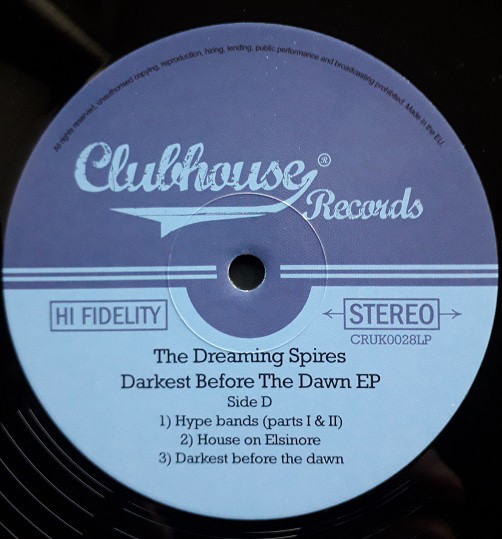 All rights reserved, unauthorised copying, reproduction, hiring, lending, public performance and broadcasting prohibited. Made in the EU.
Clubhouse®
Records
HI FIDELITY
STEREO
CRUK0028LP
The Dreaming Spires
Darkest Before The Dawn EP
Side D
1) Hype bands (parts I & II)
2) House on Elsinore
3) Darkest before the dawn